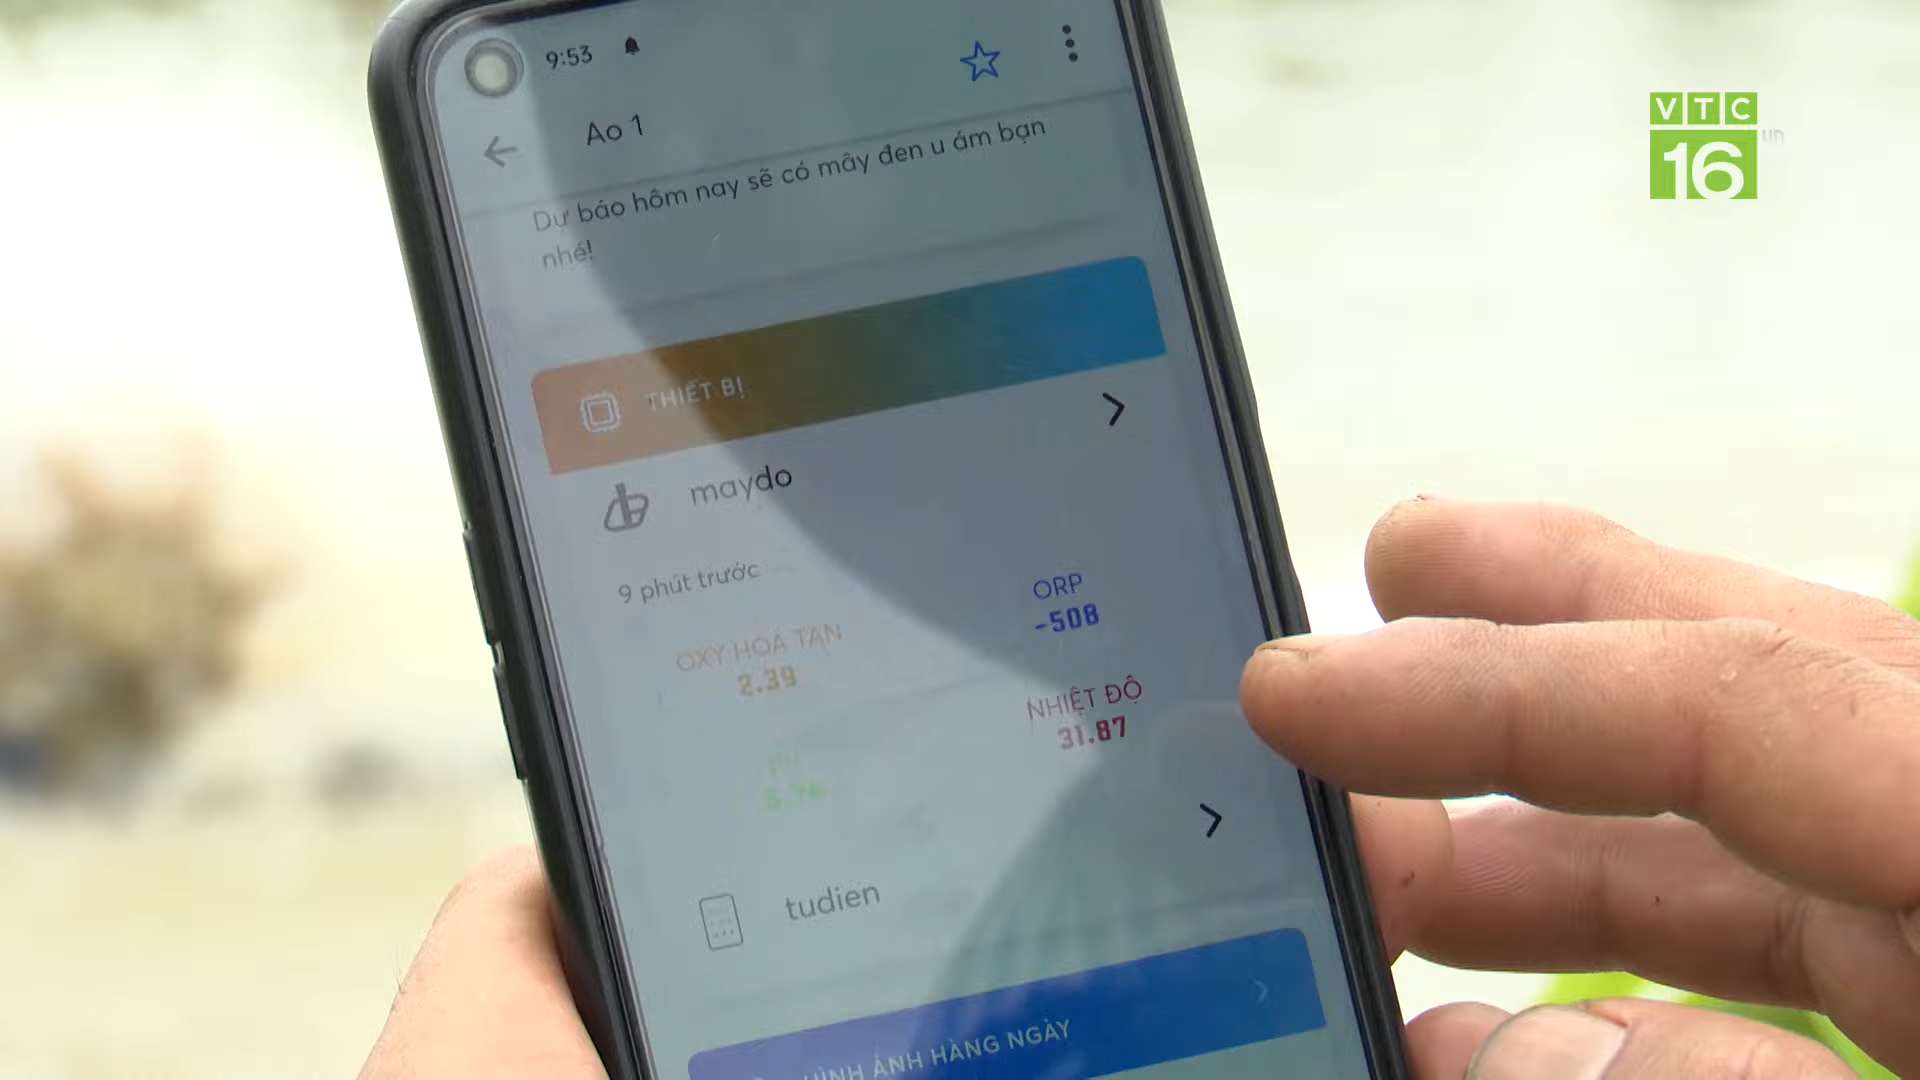 9:53
VTC
16
Ao 1
Dự báo hôm nay sẽ có mây đen u ám bạn
nhé!
THIẾT BỊ
maydo
9 phút trước
OXY HOÀ TAN
2.39
ORP
-508
NHIỆT ĐỘ
31.87
tudien
HÌNH ẢNH HÀNG NGÀY